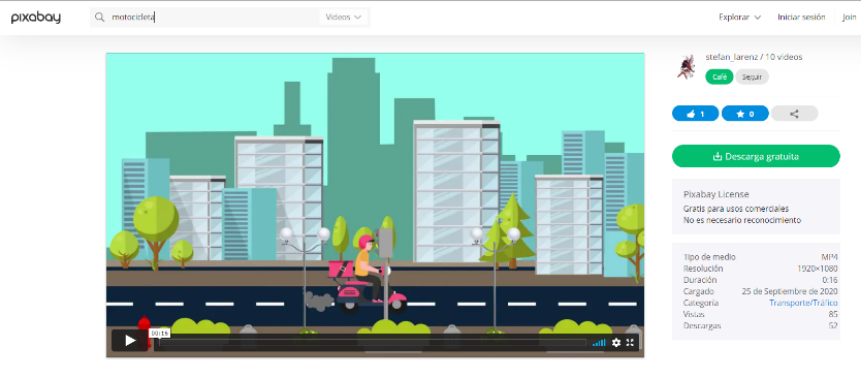 pixabay
motocicleta
Videos
Explorar
Iniciar sesión
Join
stefan_larenz / 10 videos
Café
Seguir
1
0
Descarga gratuita
Pixabay License
Gratis para usos comerciales
No es necesario reconocimiento
Tipo de medio MP4
Resolución 1920×1080
Duración 0:16
Cargado 25 de Septiembre de 2020
Categoría Transporte/Tráfico
Vistas 85
Descargas 52
00:16